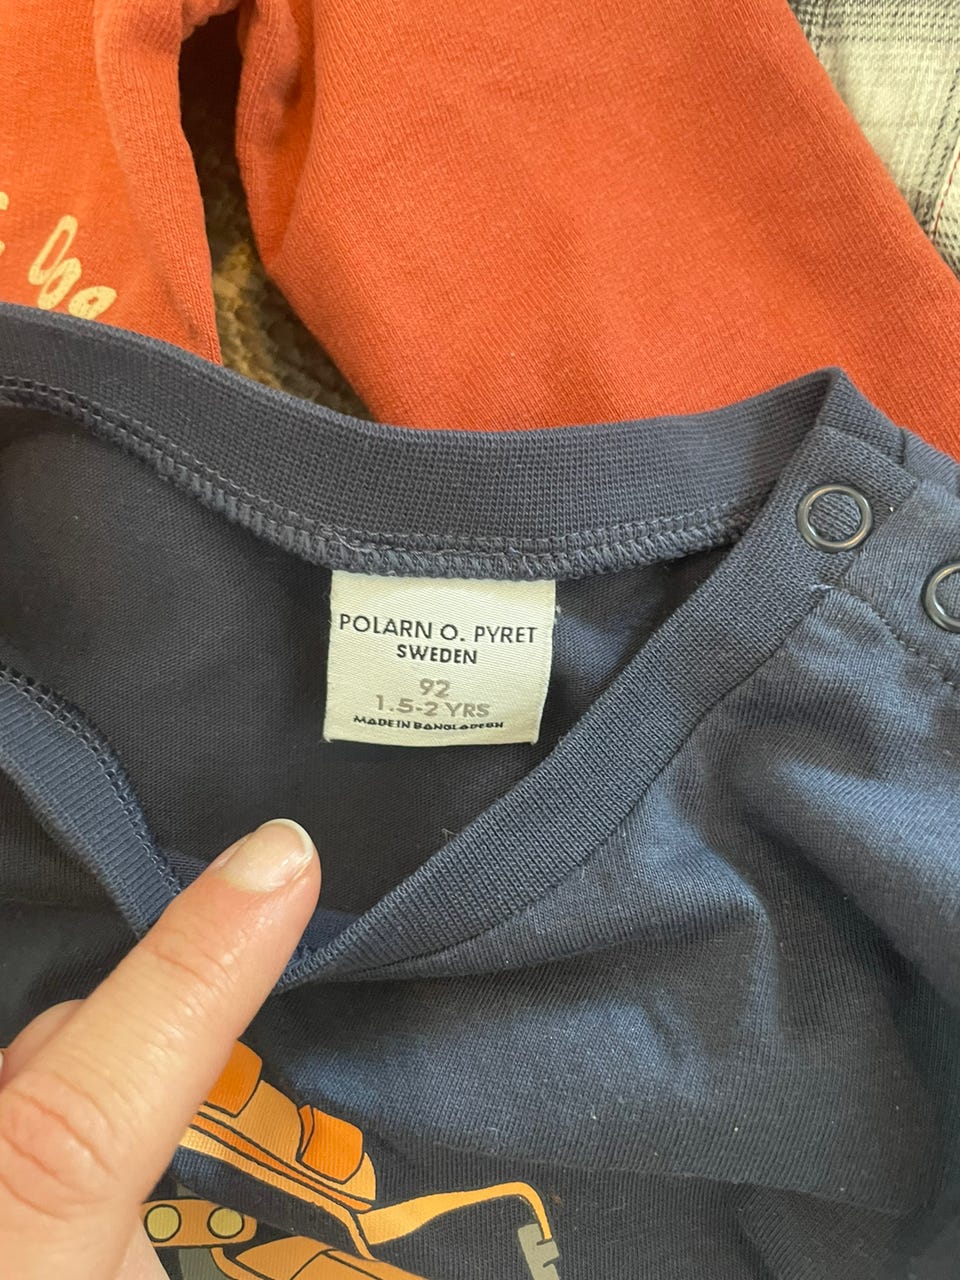 POLARN O. PYRET
SWEDEN
92
1.5-2 YRS
MADE IN BANGLADESH